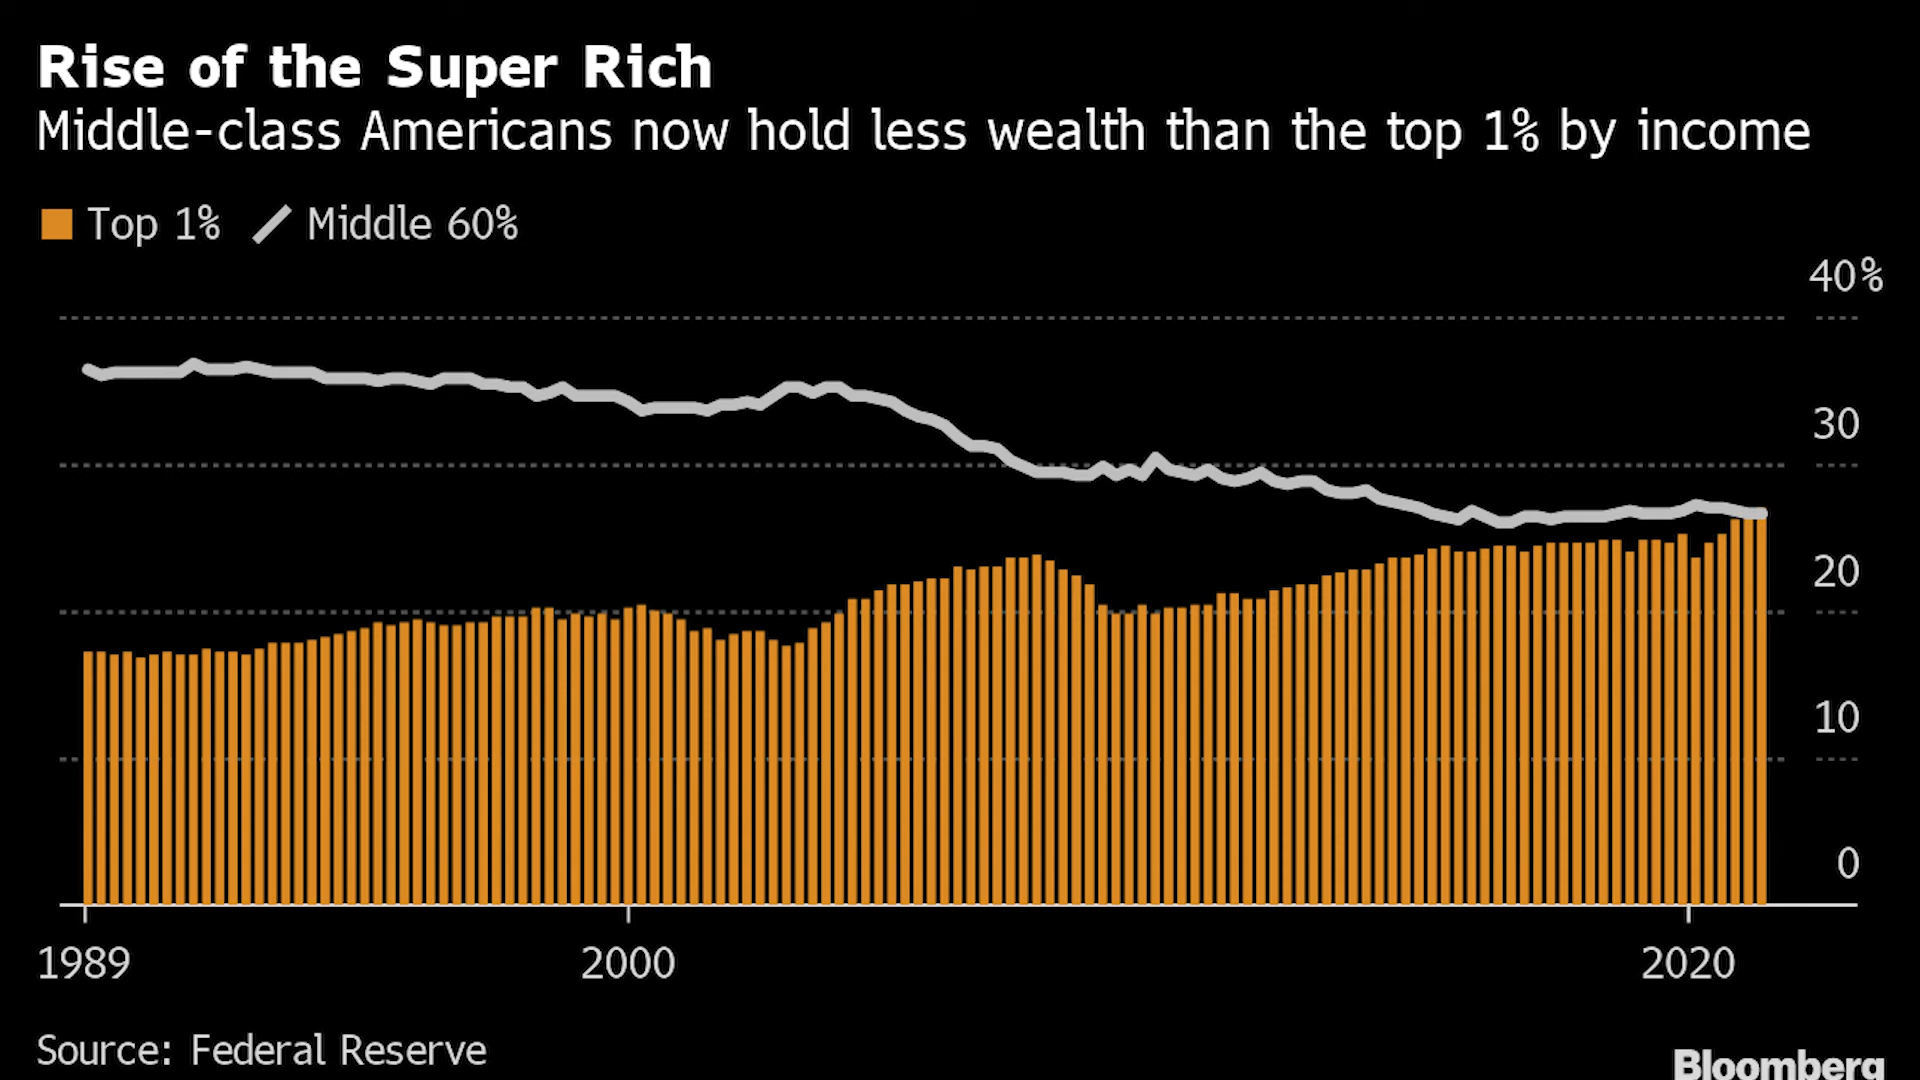 Rise of the Super Rich
Middle-class Americans now hold less wealth than the top 1% by income
Top 1% Middle 60%
40%
30
20
10
0
1989 2000 2020
Source: Federal Reserve
Bloomberg